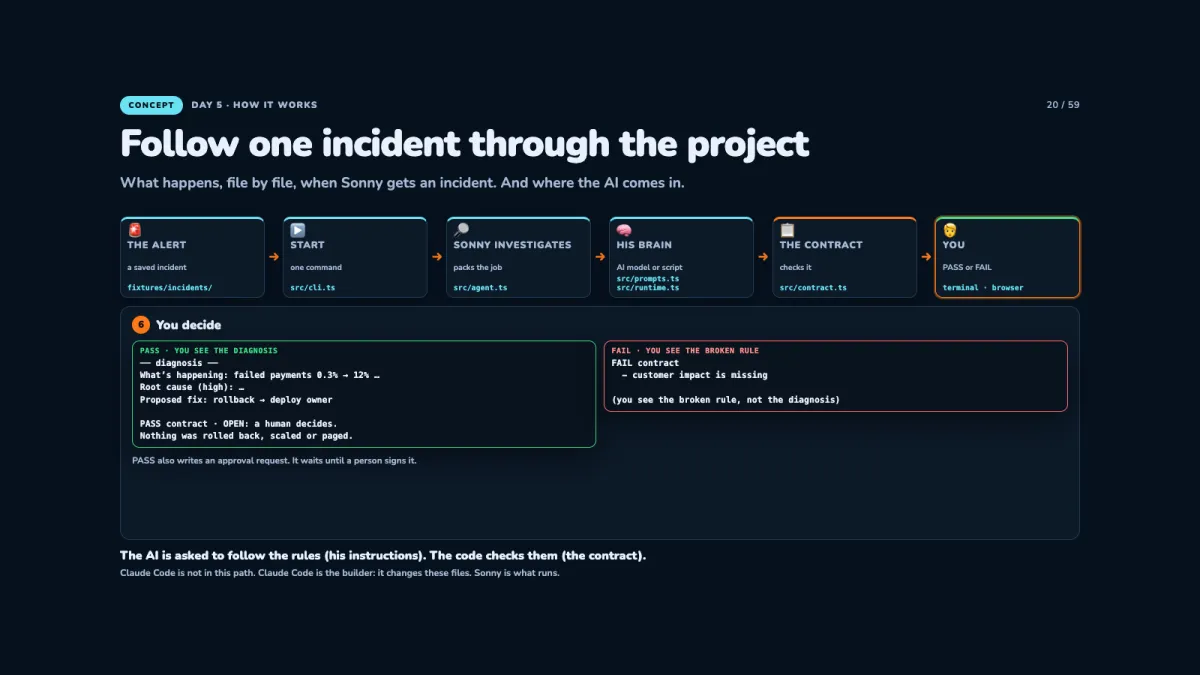 CONCEPT DAY 5 · HOW IT WORKS 20 / 59
Follow one incident through the project
What happens, file by file, when Sonny gets an incident. And where the AI comes in.
THE ALERT
a saved incident
fixtures/incidents/
→
START
one command
src/cli.ts
→
SONNY INVESTIGATES
packs the job
src/agent.ts
→
HIS BRAIN
AI model or script
src/prompts.ts
src/runtime.ts
→
THE CONTRACT
checks it
src/contract.ts
→
YOU
PASS or FAIL
terminal · browser
6 You decide
PASS · YOU SEE THE DIAGNOSIS
── diagnosis ──
What's happening: failed payments 0.3% → 12% …
Root cause (high): …
Proposed fix: rollback → deploy owner
PASS contract · OPEN: a human decides.
Nothing was rolled back, scaled or paged.
FAIL · YOU SEE THE BROKEN RULE
FAIL contract
– customer impact is missing
(you see the broken rule, not the diagnosis)
PASS also writes an approval request. It waits until a person signs it.
The AI is asked to follow the rules (his instructions). The code checks them (the contract).
Claude Code is not in this path. Claude Code is the builder: it changes these files. Sonny is what runs.